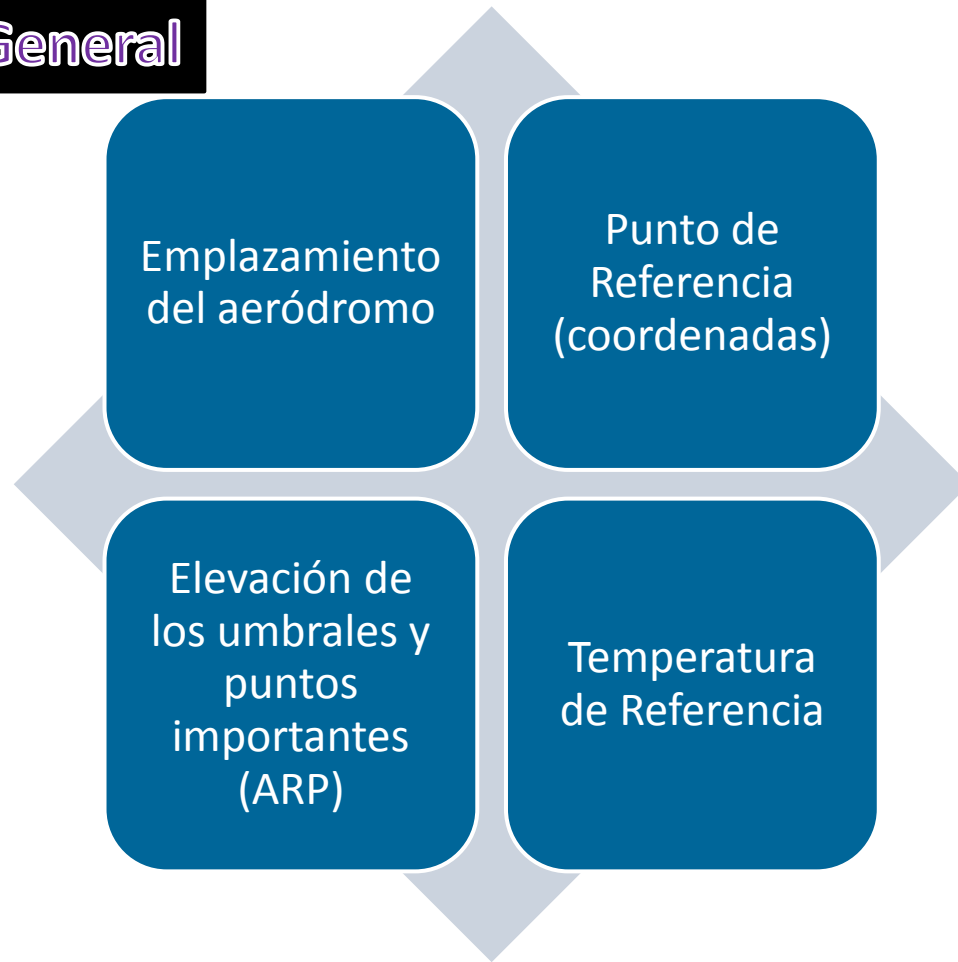 General
Emplazamiento
del aeródromo
Punto de
Referencia
(coordenadas)
Elevación de
los umbrales y
puntos
importantes
(ARP)
Temperatura
de Referencia